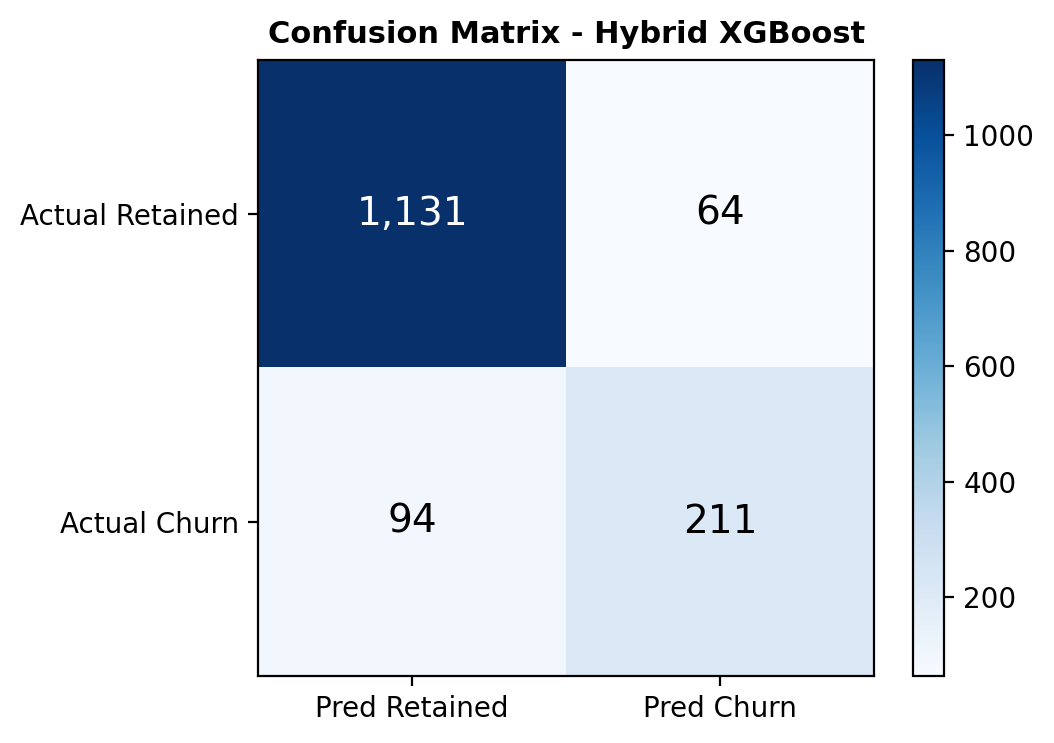 Confusion Matrix - Hybrid XGBoost
Actual Retained
1,131
64
Actual Churn
94
211
Pred Retained
Pred Churn
1000
800
600
400
200